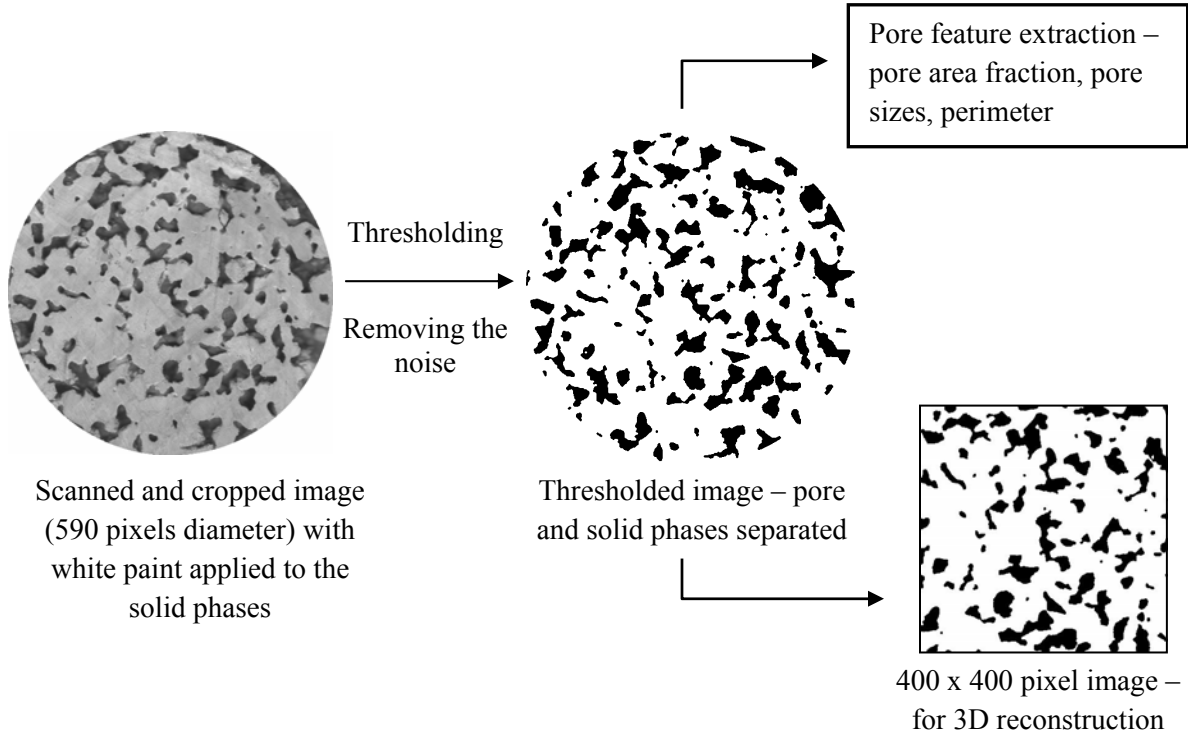 Pore feature extraction –
pore area fraction, pore
sizes, perimeter
Thresholding
Removing the
noise
Scanned and cropped image
(590 pixels diameter) with
white paint applied to the
solid phases
Thresholded image – pore
and solid phases separated
400 x 400 pixel image –
for 3D reconstruction